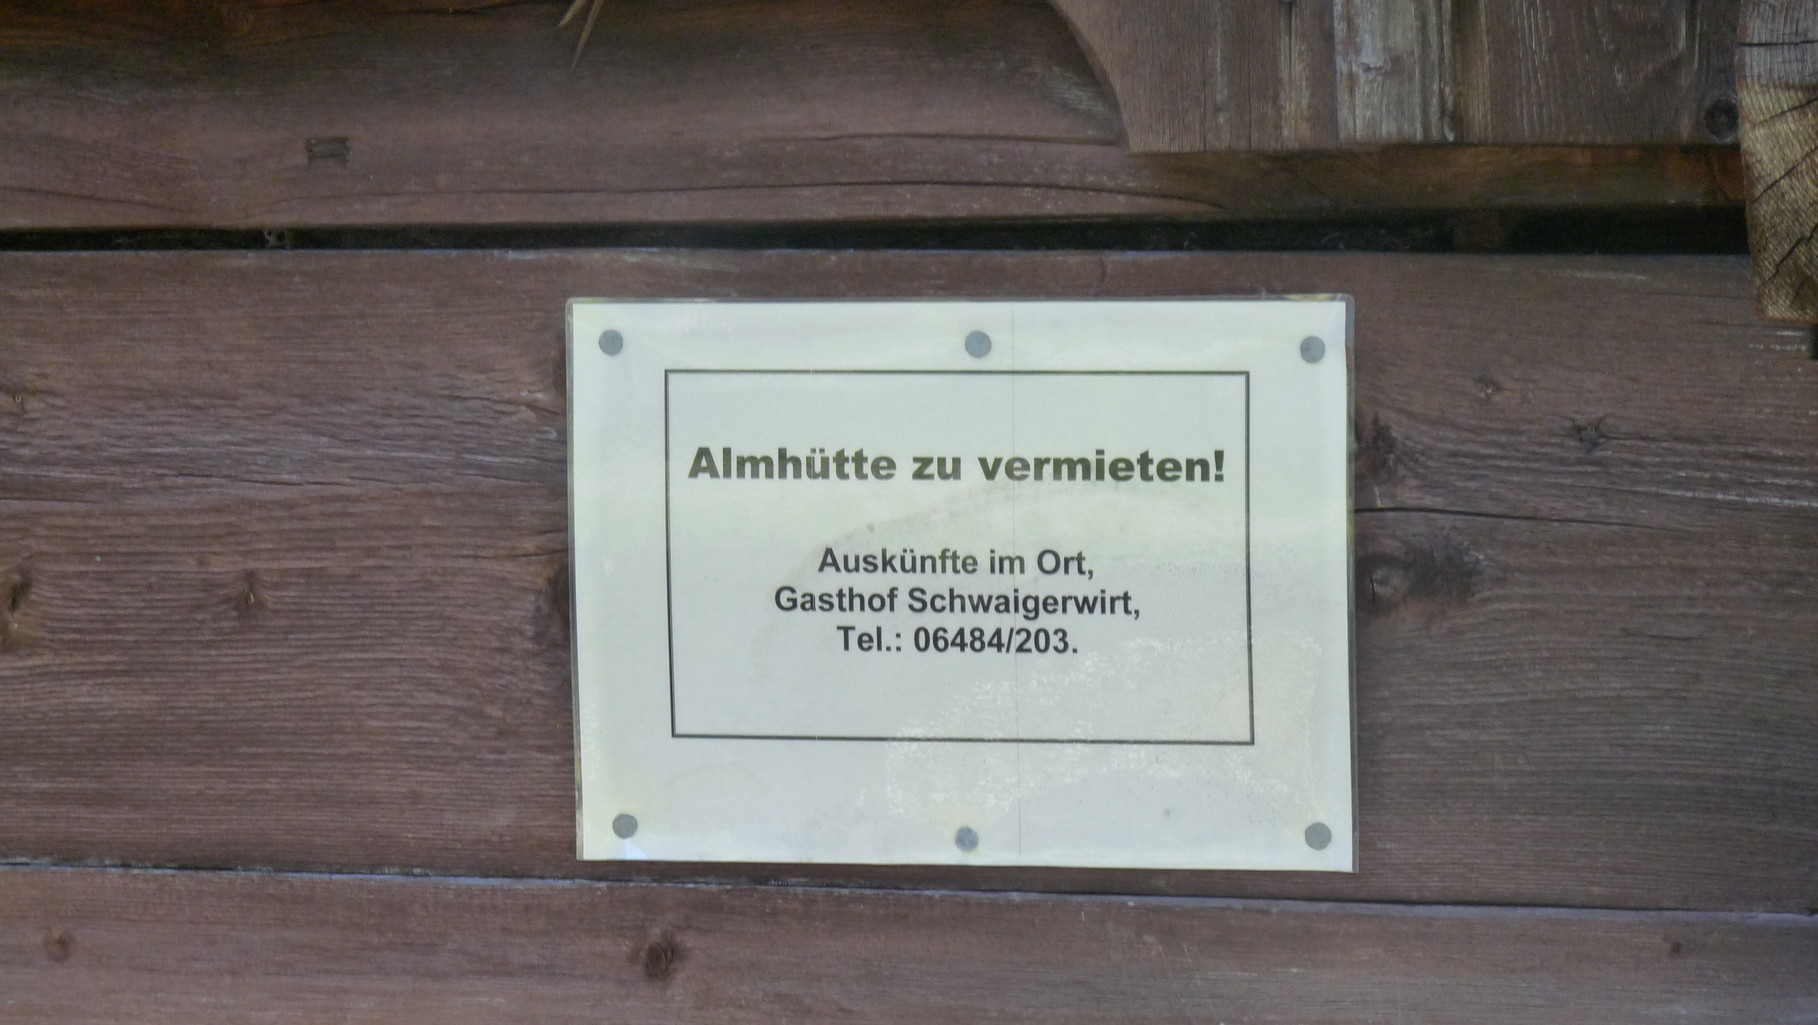 Almhütte zu vermieten!
Auskünfte im Ort,
Gasthof Schwaigerwirt,
Tel.: 06484/203.